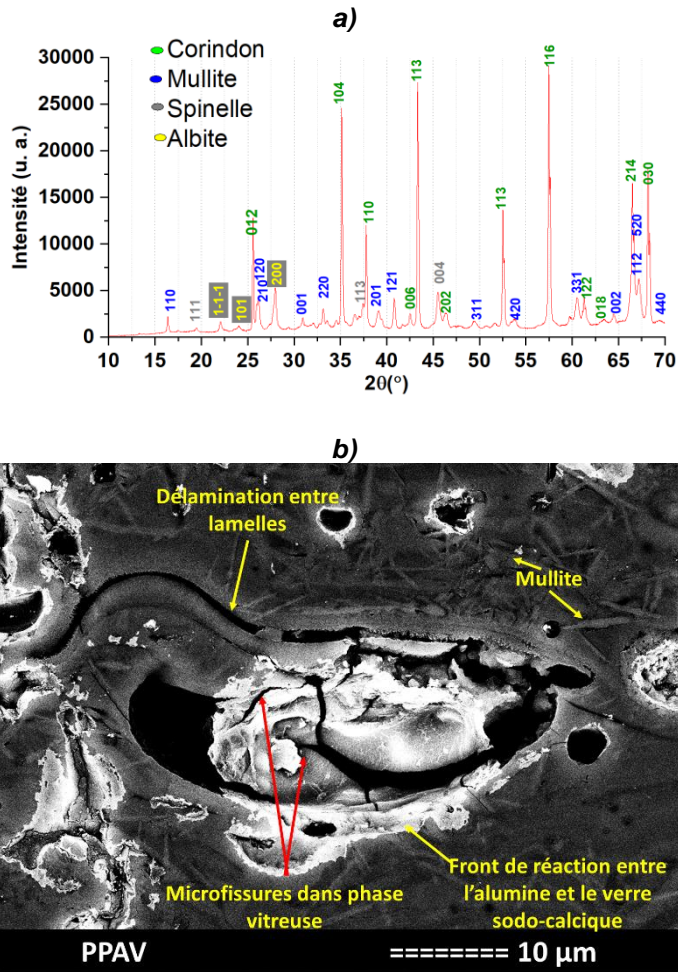 a)
Corindon
Mullite
Spinelle
Albite
Intensité (u. a.)
30000
25000
20000
15000
10000
5000
0
110
111
1-1-1
101
012
120
210
200
001
220
104
113
110
201
121
006
113
004
202
311
113
420
116
331
122
018
002
214
112
520
030
440
10 15 20 25 30 35 40 45 50 55 60 65 70
2θ(°)
b)
Délamination entre
lamelles
Mullite
Microfissures dans phase
vitreuse
Front de réaction entre
l'alumine et le verre
sodo-calcique
PPAV ======== 10 µm